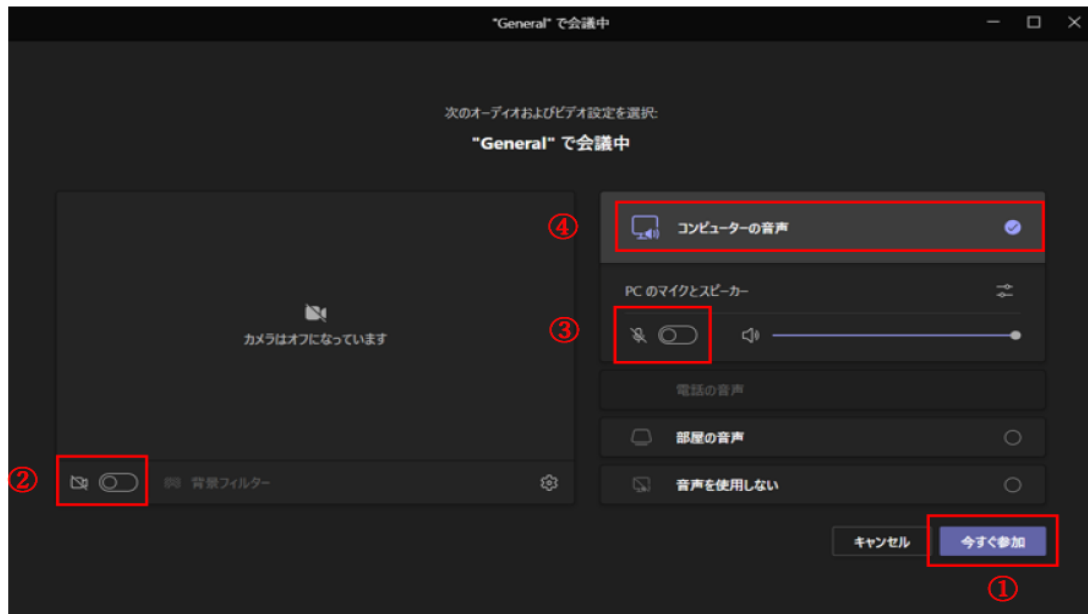 "General" で会議中
次のオーディオおよびビデオ設定を選択:
"General" で会議中
④
コンピューターの音声
PC のマイクとスピーカー
カメラはオフになっています
③
電話の音声
部屋の音声
②
背景フィルター
音声を使用しない
キャンセル
今すぐ参加
①